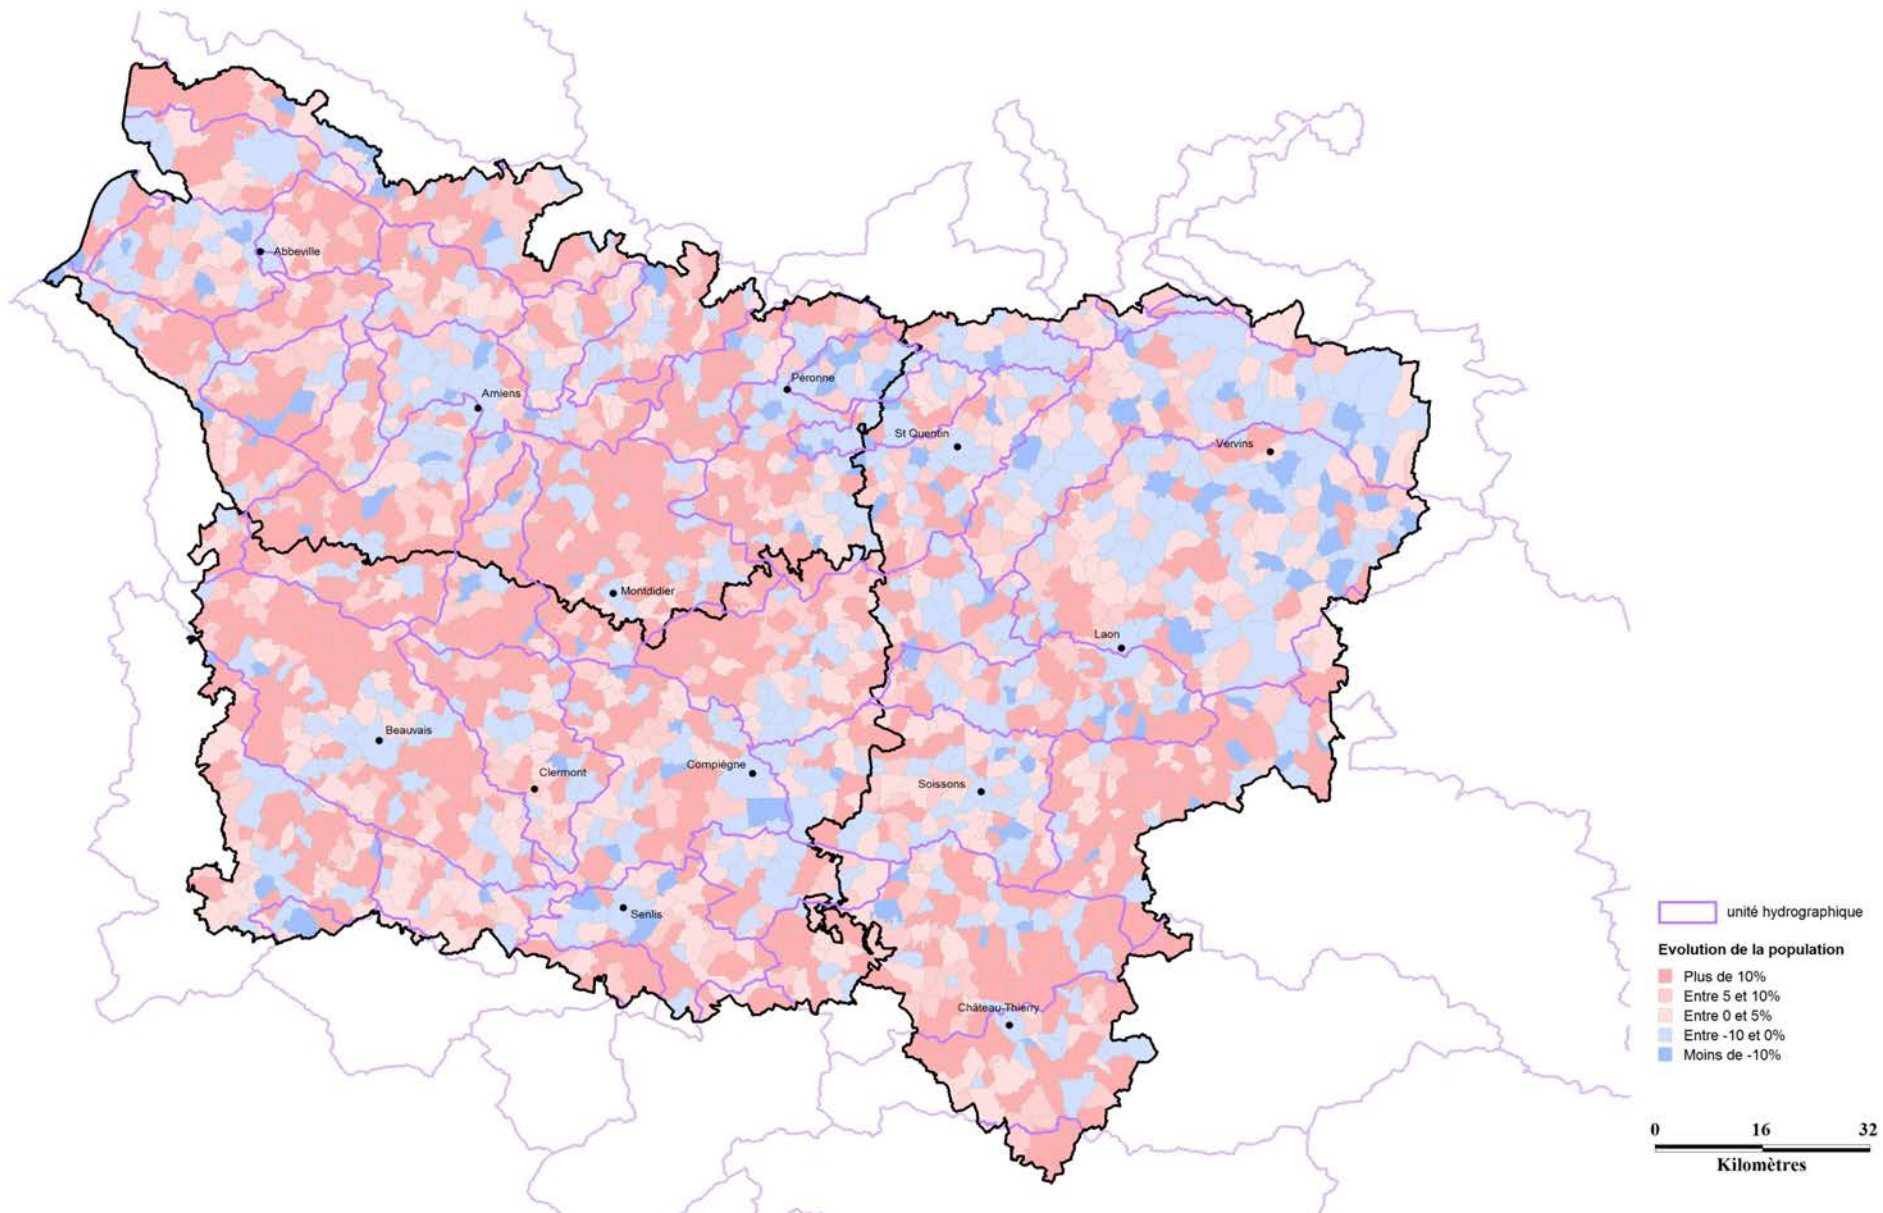 Abbeville
Amiens
Péronne
St Quentin
Vervins
Montdidier
Laon
Beauvais
Clermont
Compiègne
Soissons
Senlis
Château-Thierry
unité hydrographique
Evolution de la population
Plus de 10%
Entre 5 et 10%
Entre 0 et 5%
Entre -10 et 0%
Moins de -10%
0 16 32
Kilomètres